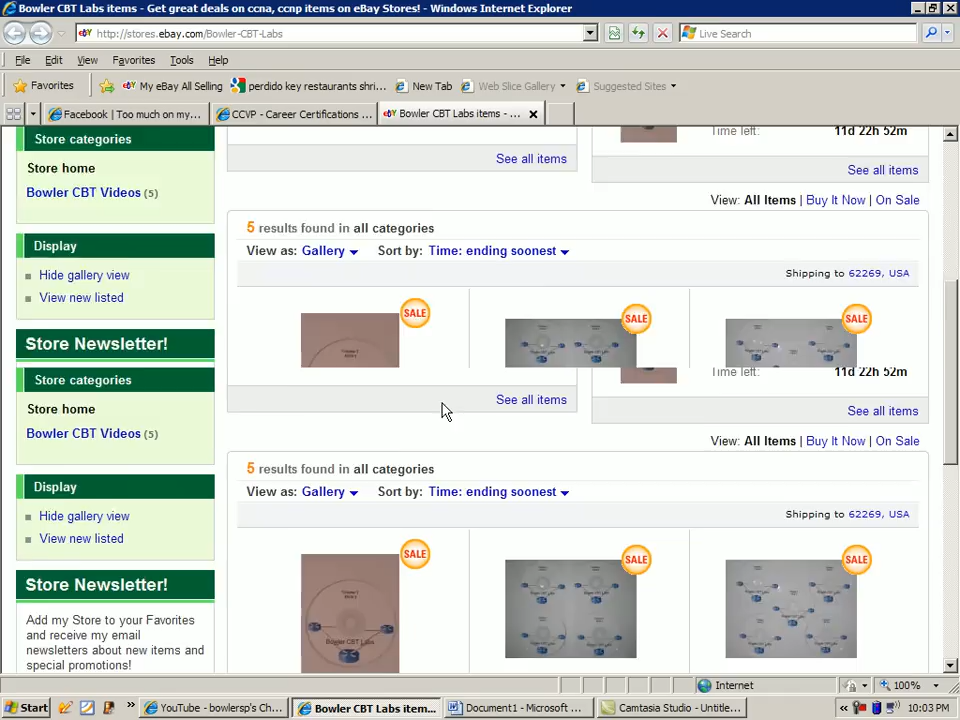 Bowler CBT Labs items - Get great deals on ccna, ccnp items on eBay Stores! - Windows Internet Explorer
http://stores.ebay.com/Bowler-CBT-Labs
Live Search
File Edit View Favorites Tools Help
Favorites My eBay All Selling perdido key restaurants shri... New Tab Web Slice Gallery Suggested Sites
Facebook | Too much on my... CCVP - Career Certifications ... Bowler CBT Labs items - ...
Store categories
Time left: 11d 22h 52m
See all items
Store home
See all items
Bowler CBT Videos (5)
View: All Items | Buy It Now | On Sale
5 results found in all categories
Display
View as: Gallery Sort by: Time: ending soonest
Hide gallery view
Shipping to 62269, USA
View new listed
SALE SALE SALE
Store Newsletter!
Time left: 11d 22h 52m
Store categories
See all items
Store home
See all items
Bowler CBT Videos (5)
View: All Items | Buy It Now | On Sale
5 results found in all categories
Display
View as: Gallery Sort by: Time: ending soonest
Hide gallery view
Shipping to 62269, USA
View new listed
SALE SALE SALE
Store Newsletter!
Add my Store to your Favorites
and receive my email
newsletters about new items and
special promotions!
Bowler CBT Labs
Internet 100%
Start YouTube - bowlersp's Ch... Bowler CBT Labs item... Document1 - Microsoft ... Camtasia Studio - Untitle... 10:03 PM